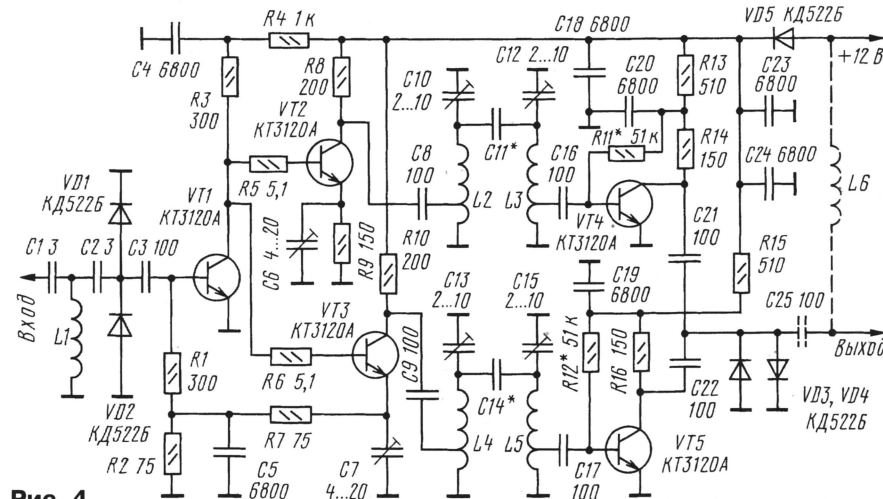 R4 1 к
C4 6800
R3
300
R8
200
VT2
КТ3120А
C10
2...10
C12 2...10
C18 6800
C20
6800
VD5 КД522Б
+12 В
R13
510
C23
6800
C11*
R11* 51 к
R14
150
C24 6800
VD1
КД522Б
VT1
КТ3120А
R5 5,1
C8
100
L2
L3
C16
100
VT4
КТ3120А
L6
C6 4...20
R9 150
R10
200
C21
100
R15
510
C1 3
C2 3
C3 100
Вход
L1
VT3
КТ3120А
C13
2...10
C15
2...10
C19
6800
C25 100
Выход
R1
300
R6 5,1
C9 100
C14*
R12* 51 к
R16 150
C22
100
VD3, VD4
КД522Б
VD2
КД522Б
R7 75
R2 75
C5
6800
C7
4...20
L4
L5
C17
100
VT5
КТ3120А
Рис. 4